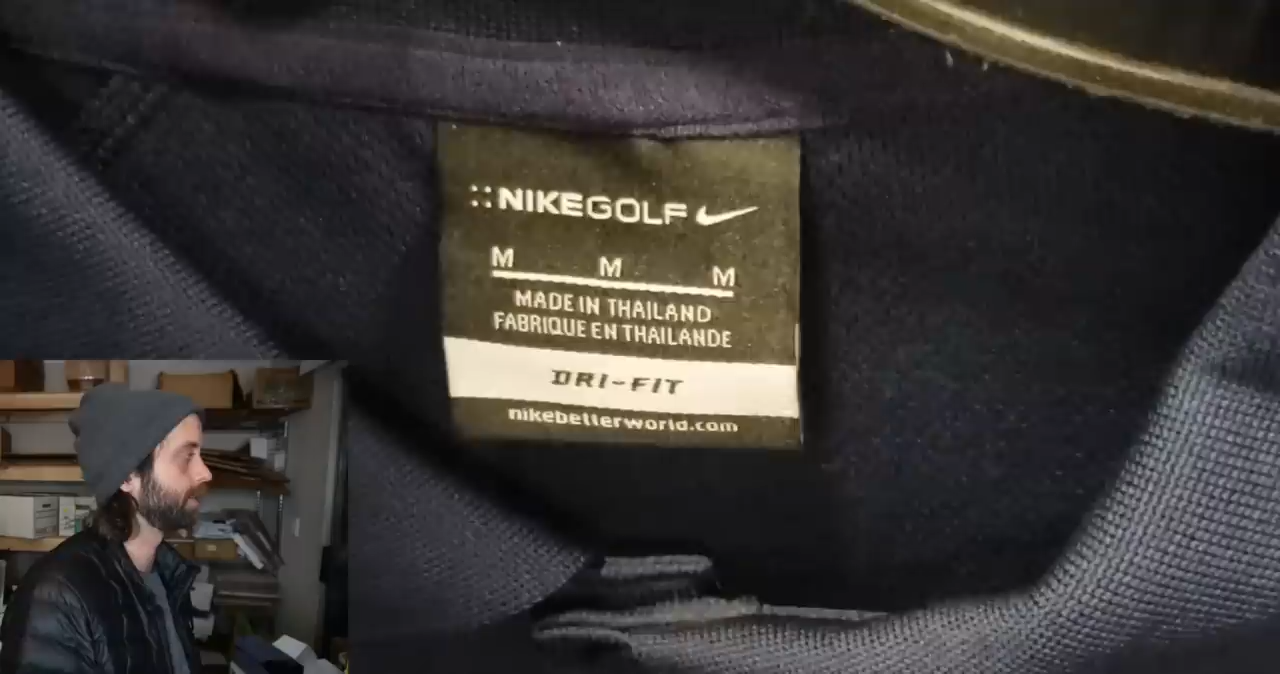 NIKEGOLF
M M M
MADE IN THAILAND
FABRIQUE EN THAILANDE
DRI-FIT
nikebetterworld.com